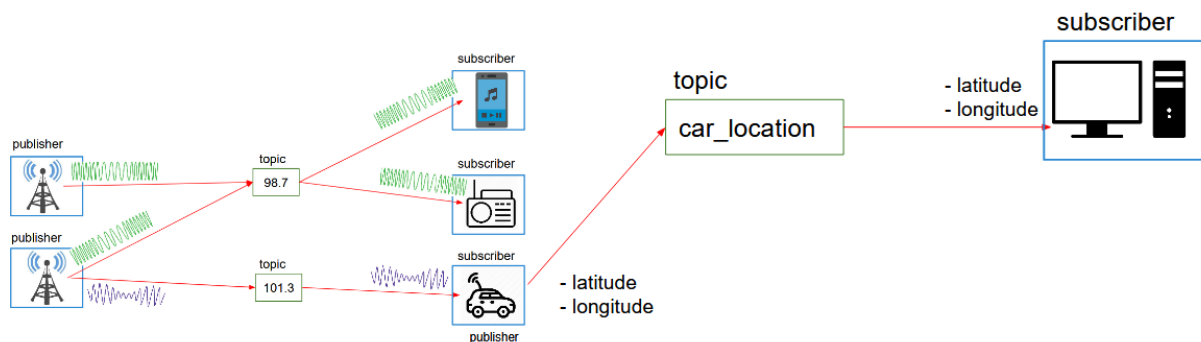 publisher
publisher
topic
98.7
topic
101.3
subscriber
subscriber
subscriber
publisher
- latitude
- longitude
topic
car_location
- latitude
- longitude
subscriber